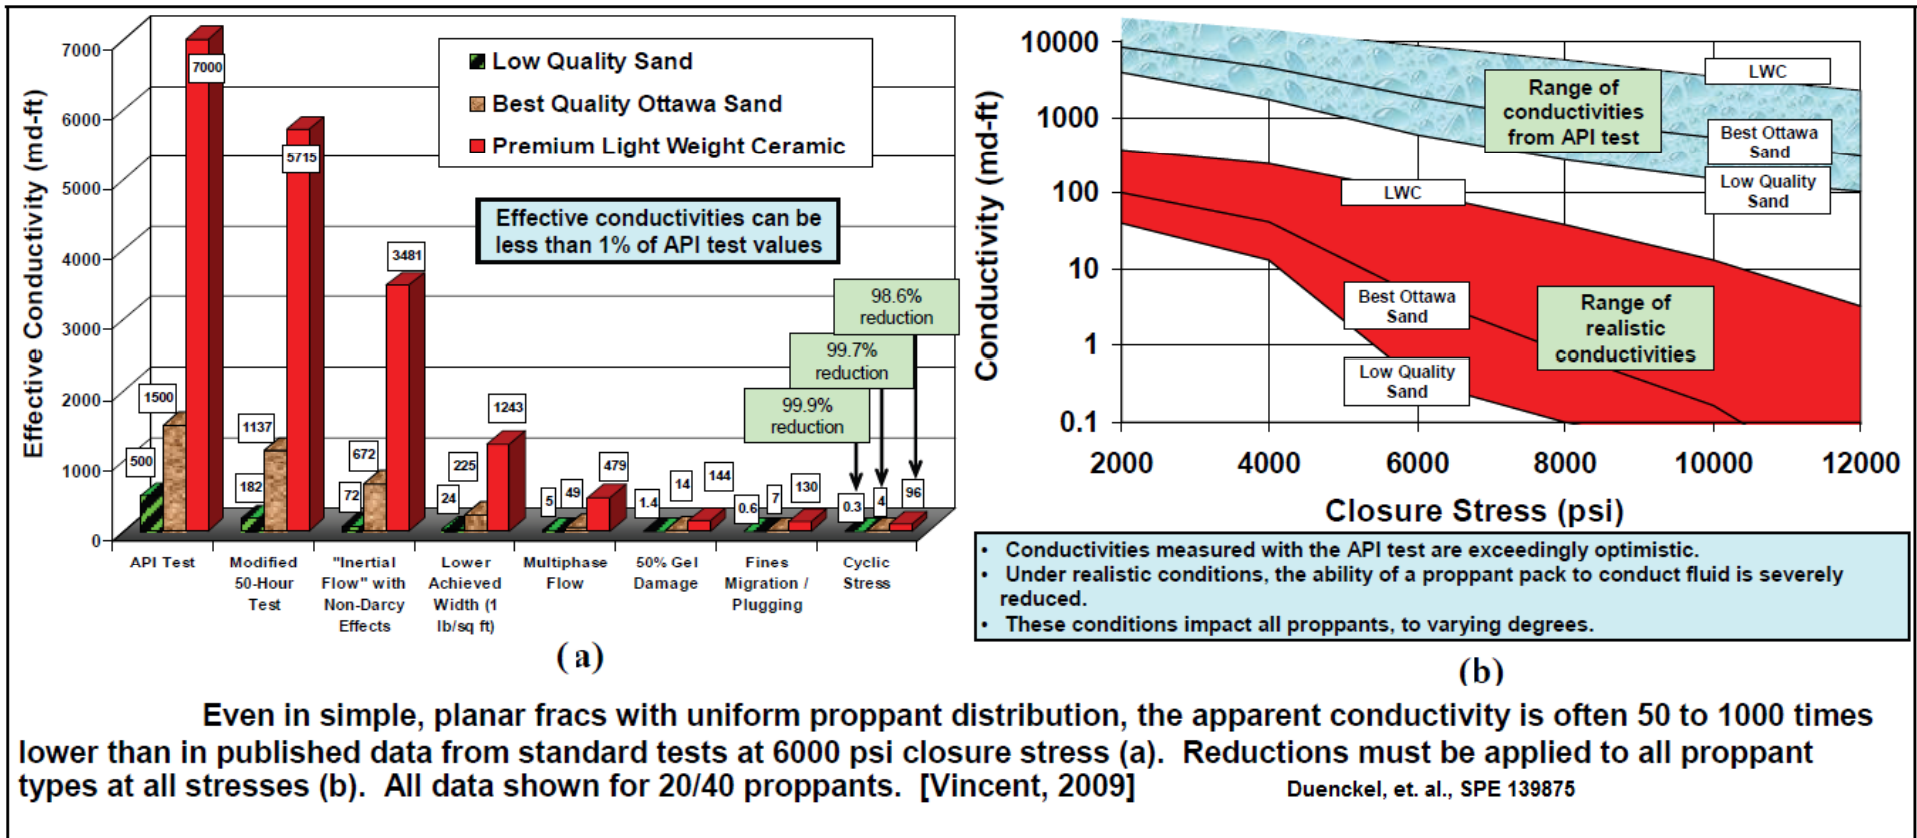 Effective Conductivity (md-ft)
7000
6000
5000
4000
3000
2000
1000
0
Low Quality Sand
Best Quality Ottawa Sand
Premium Light Weight Ceramic
Effective conductivities can be
less than 1% of API test values
500
1500
7000
182
1137
5715
72
672
3481
24
225
1243
5
49
479
1.4
14
144
0.6
7
130
0.3
4
96
99.9%
reduction
99.7%
reduction
98.6%
reduction
API Test
Modified
50-Hour
Test
"Inertial
Flow" with
Non-Darcy
Effects
Lower
Achieved
Width (1
lb/sq ft)
Multiphase
Flow
50% Gel
Damage
Fines
Migration /
Plugging
Cyclic
Stress
(a)
Conductivity (md-ft)
10000
1000
100
10
1
0.1
2000
4000
6000
8000
10000
12000
Closure Stress (psi)
Range of
conductivities
from API test
LWC
Best Ottawa
Sand
Low Quality
Sand
LWC
Best Ottawa
Sand
Low Quality
Sand
Range of
realistic
conductivities
• Conductivities measured with the API test are exceedingly optimistic.
• Under realistic conditions, the ability of a proppant pack to conduct fluid is severely
reduced.
• These conditions impact all proppants, to varying degrees.
(b)
Even in simple, planar fracs with uniform proppant distribution, the apparent conductivity is often 50 to 1000 times
lower than in published data from standard tests at 6000 psi closure stress (a). Reductions must be applied to all proppant
types at all stresses (b). All data shown for 20/40 proppants. [Vincent, 2009] Duenckel, et. al., SPE 139875